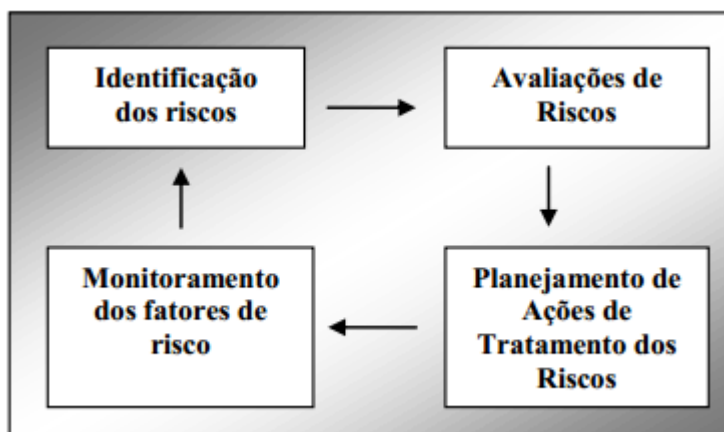 Identificação
dos riscos
Avaliações de
Riscos
Monitoramento
dos fatores de
risco
Planejamento de
Ações de
Tratamento dos
Riscos